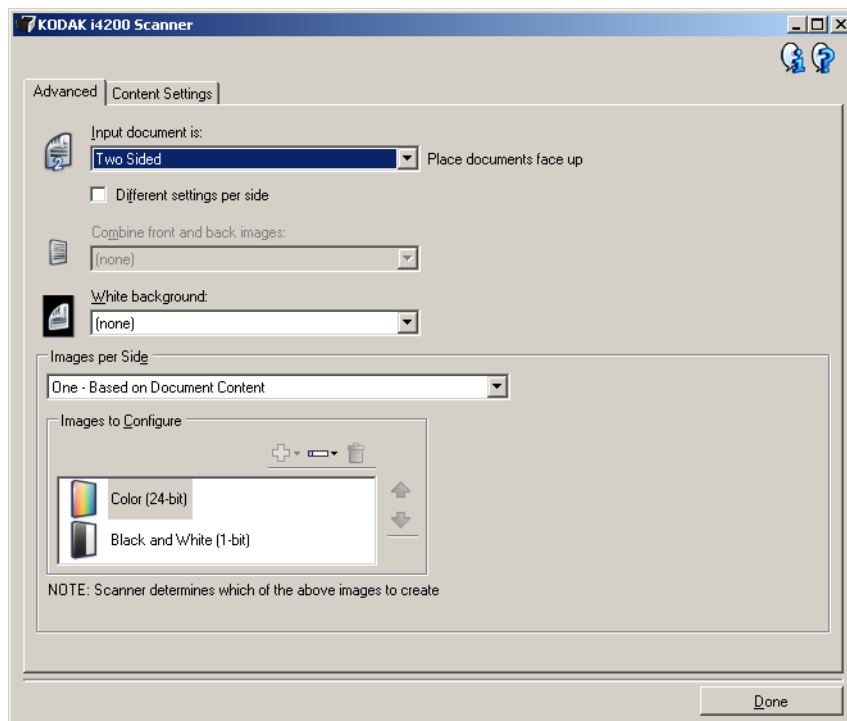 KODAK i4200 Scanner
Advanced
Content Settings
Input document is:
Two Sided
Place documents face up
Different settings per side
Combine front and back images:
(none)
White background:
(none)
Images per Side
One - Based on Document Content
Images to Configure
Color (24-bit)
Black and White (1-bit)
NOTE: Scanner determines which of the above images to create
Done